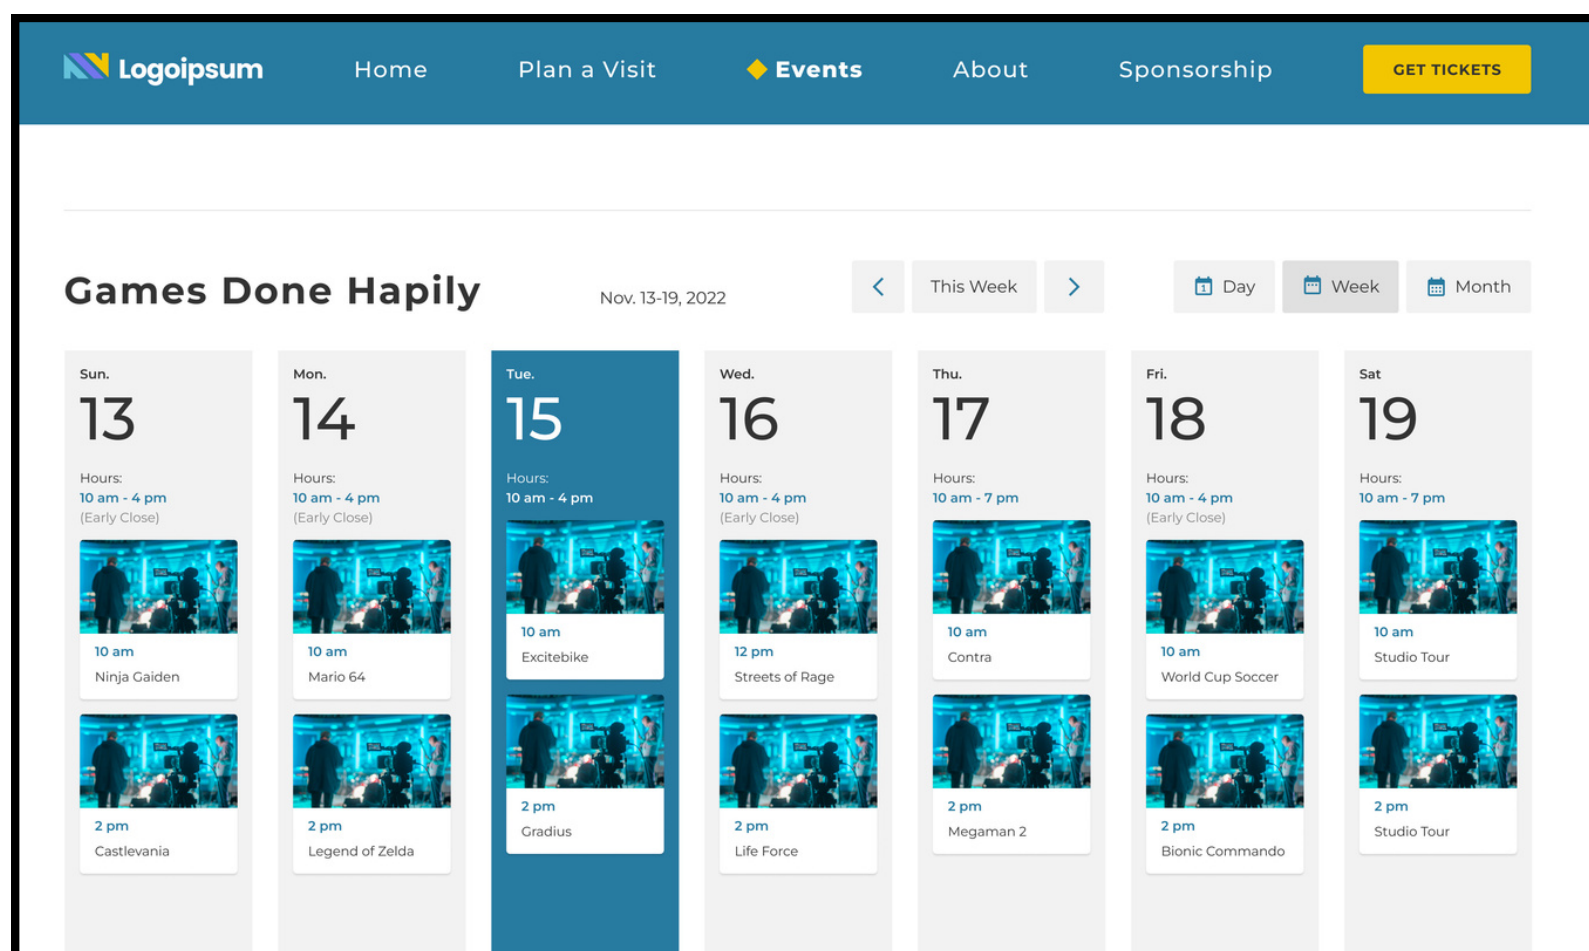 Logoipsum Home Plan a Visit Events About Sponsorship GET TICKETS
Games Done Hapily Nov. 13-19, 2022 This Week 1 Day Week Month
Sun.
13
Hours:
10 am - 4 pm
(Early Close)
10 am
Ninja Gaiden
2 pm
Castlevania
Mon.
14
Hours:
10 am - 4 pm
(Early Close)
10 am
Mario 64
2 pm
Legend of Zelda
Tue.
15
Hours:
10 am - 4 pm
10 am
Excitebike
2 pm
Gradius
Wed.
16
Hours:
10 am - 4 pm
(Early Close)
12 pm
Streets of Rage
2 pm
Life Force
Thu.
17
Hours:
10 am - 7 pm
10 am
Contra
2 pm
Megaman 2
Fri.
18
Hours:
10 am - 4 pm
(Early Close)
10 am
World Cup Soccer
2 pm
Bionic Commando
Sat
19
Hours:
10 am - 7 pm
10 am
Studio Tour
2 pm
Studio Tour